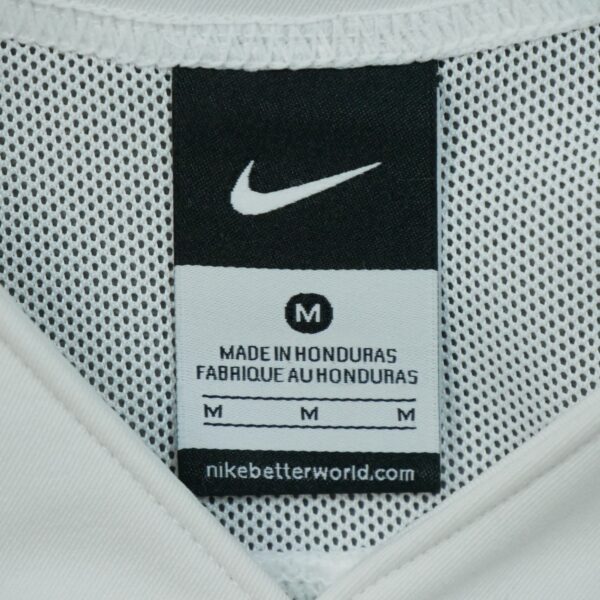 M
MADE IN HONDURAS
FABRIQUE AU HONDURAS
M M M
nikebetterworld.com